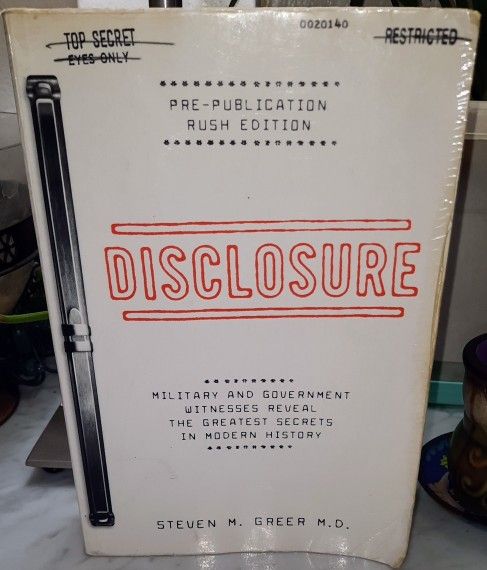 0020140
TOP SECRET
EYES ONLY
RESTRICTED
PRE-PUBLICATION
RUSH EDITION
DISCLOSURE
MILITARY AND GOVERNMENT
WITNESSES REVEAL
THE GREATEST SECRETS
IN MODERN HISTORY
STEVEN M. GREER M.D.